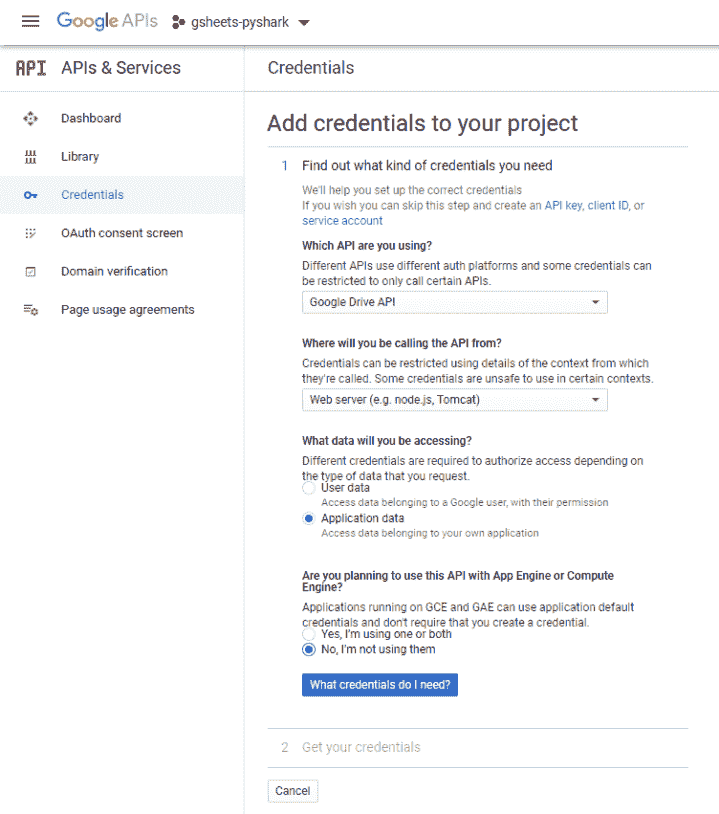 Google APIs gsheets-pyshark
API APIs & Services
Credentials
Dashboard
Library
Credentials
OAuth consent screen
Domain verification
Page usage agreements
Add credentials to your project
1 Find out what kind of credentials you need
We'll help you set up the correct credentials
If you wish you can skip this step and create an API key, client ID, or
service account
Which API are you using?
Different APIs use different auth platforms and some credentials can
be restricted to only call certain APIs.
Google Drive API
Where will you be calling the API from?
Credentials can be restricted using details of the context from which
they're called. Some credentials are unsafe to use in certain contexts.
Web server (e.g. node.js, Tomcat)
What data will you be accessing?
Different credentials are required to authorize access depending on
the type of data that you request.
User data
Access data belonging to a Google user, with their permission
Application data
Access data belonging to your own application
Are you planning to use this API with App Engine or Compute
Engine?
Applications running on GCE and GAE can use application default
credentials and don't require that you create a credential.
Yes, I'm using one or both
No, I'm not using them
What credentials do I need?
2 Get your credentials
Cancel